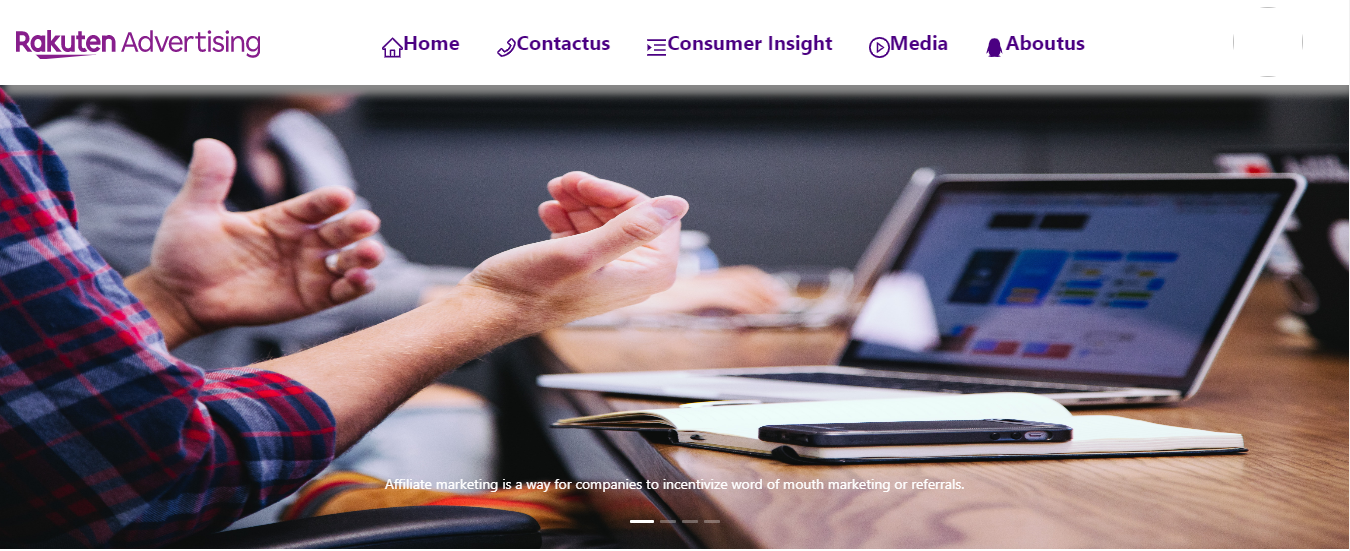 Rakuten Advertising
Home
Contactus
Consumer Insight
Media
Aboutus
Affiliate marketing is a way for companies to incentivize word of mouth marketing or referrals.